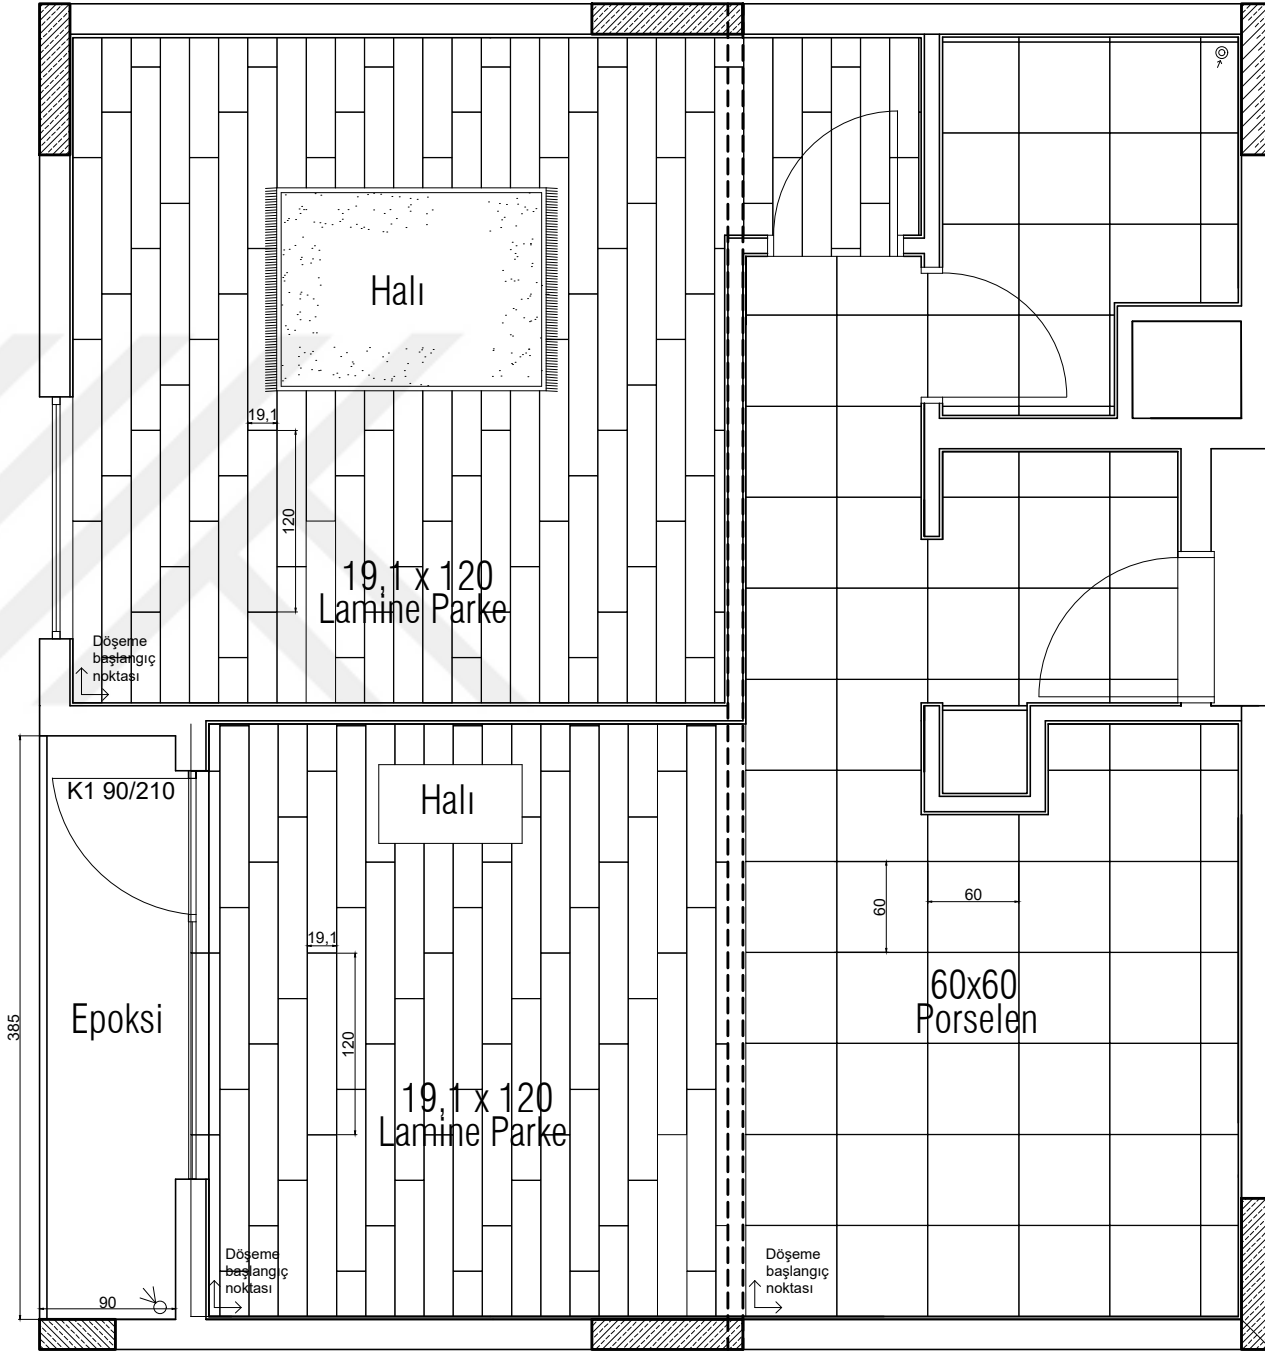 Halı
19,1
120
19,1 x 120
Lamine Parke
Döşeme
başlangıç
noktası
K1 90/210
Halı
60
60
19,1
385
Epoksi
120
60x60
Porselen
19,1 x 120
Lamine Parke
Döşeme
başlangıç
noktası
Döşeme
başlangıç
noktası
90